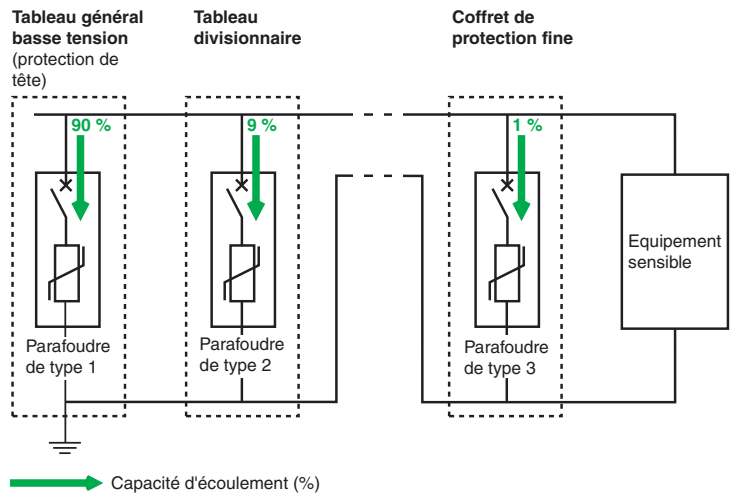 Tableau général
basse tension
(protection de
tête)
Tableau
divisionnaire
Coffret de
protection fine
90 %
9 %
1 %
Equipement
sensible
Parafoudre
de type 1
Parafoudre
de type 2
Parafoudre
de type 3
Capacité d'écoulement (%)